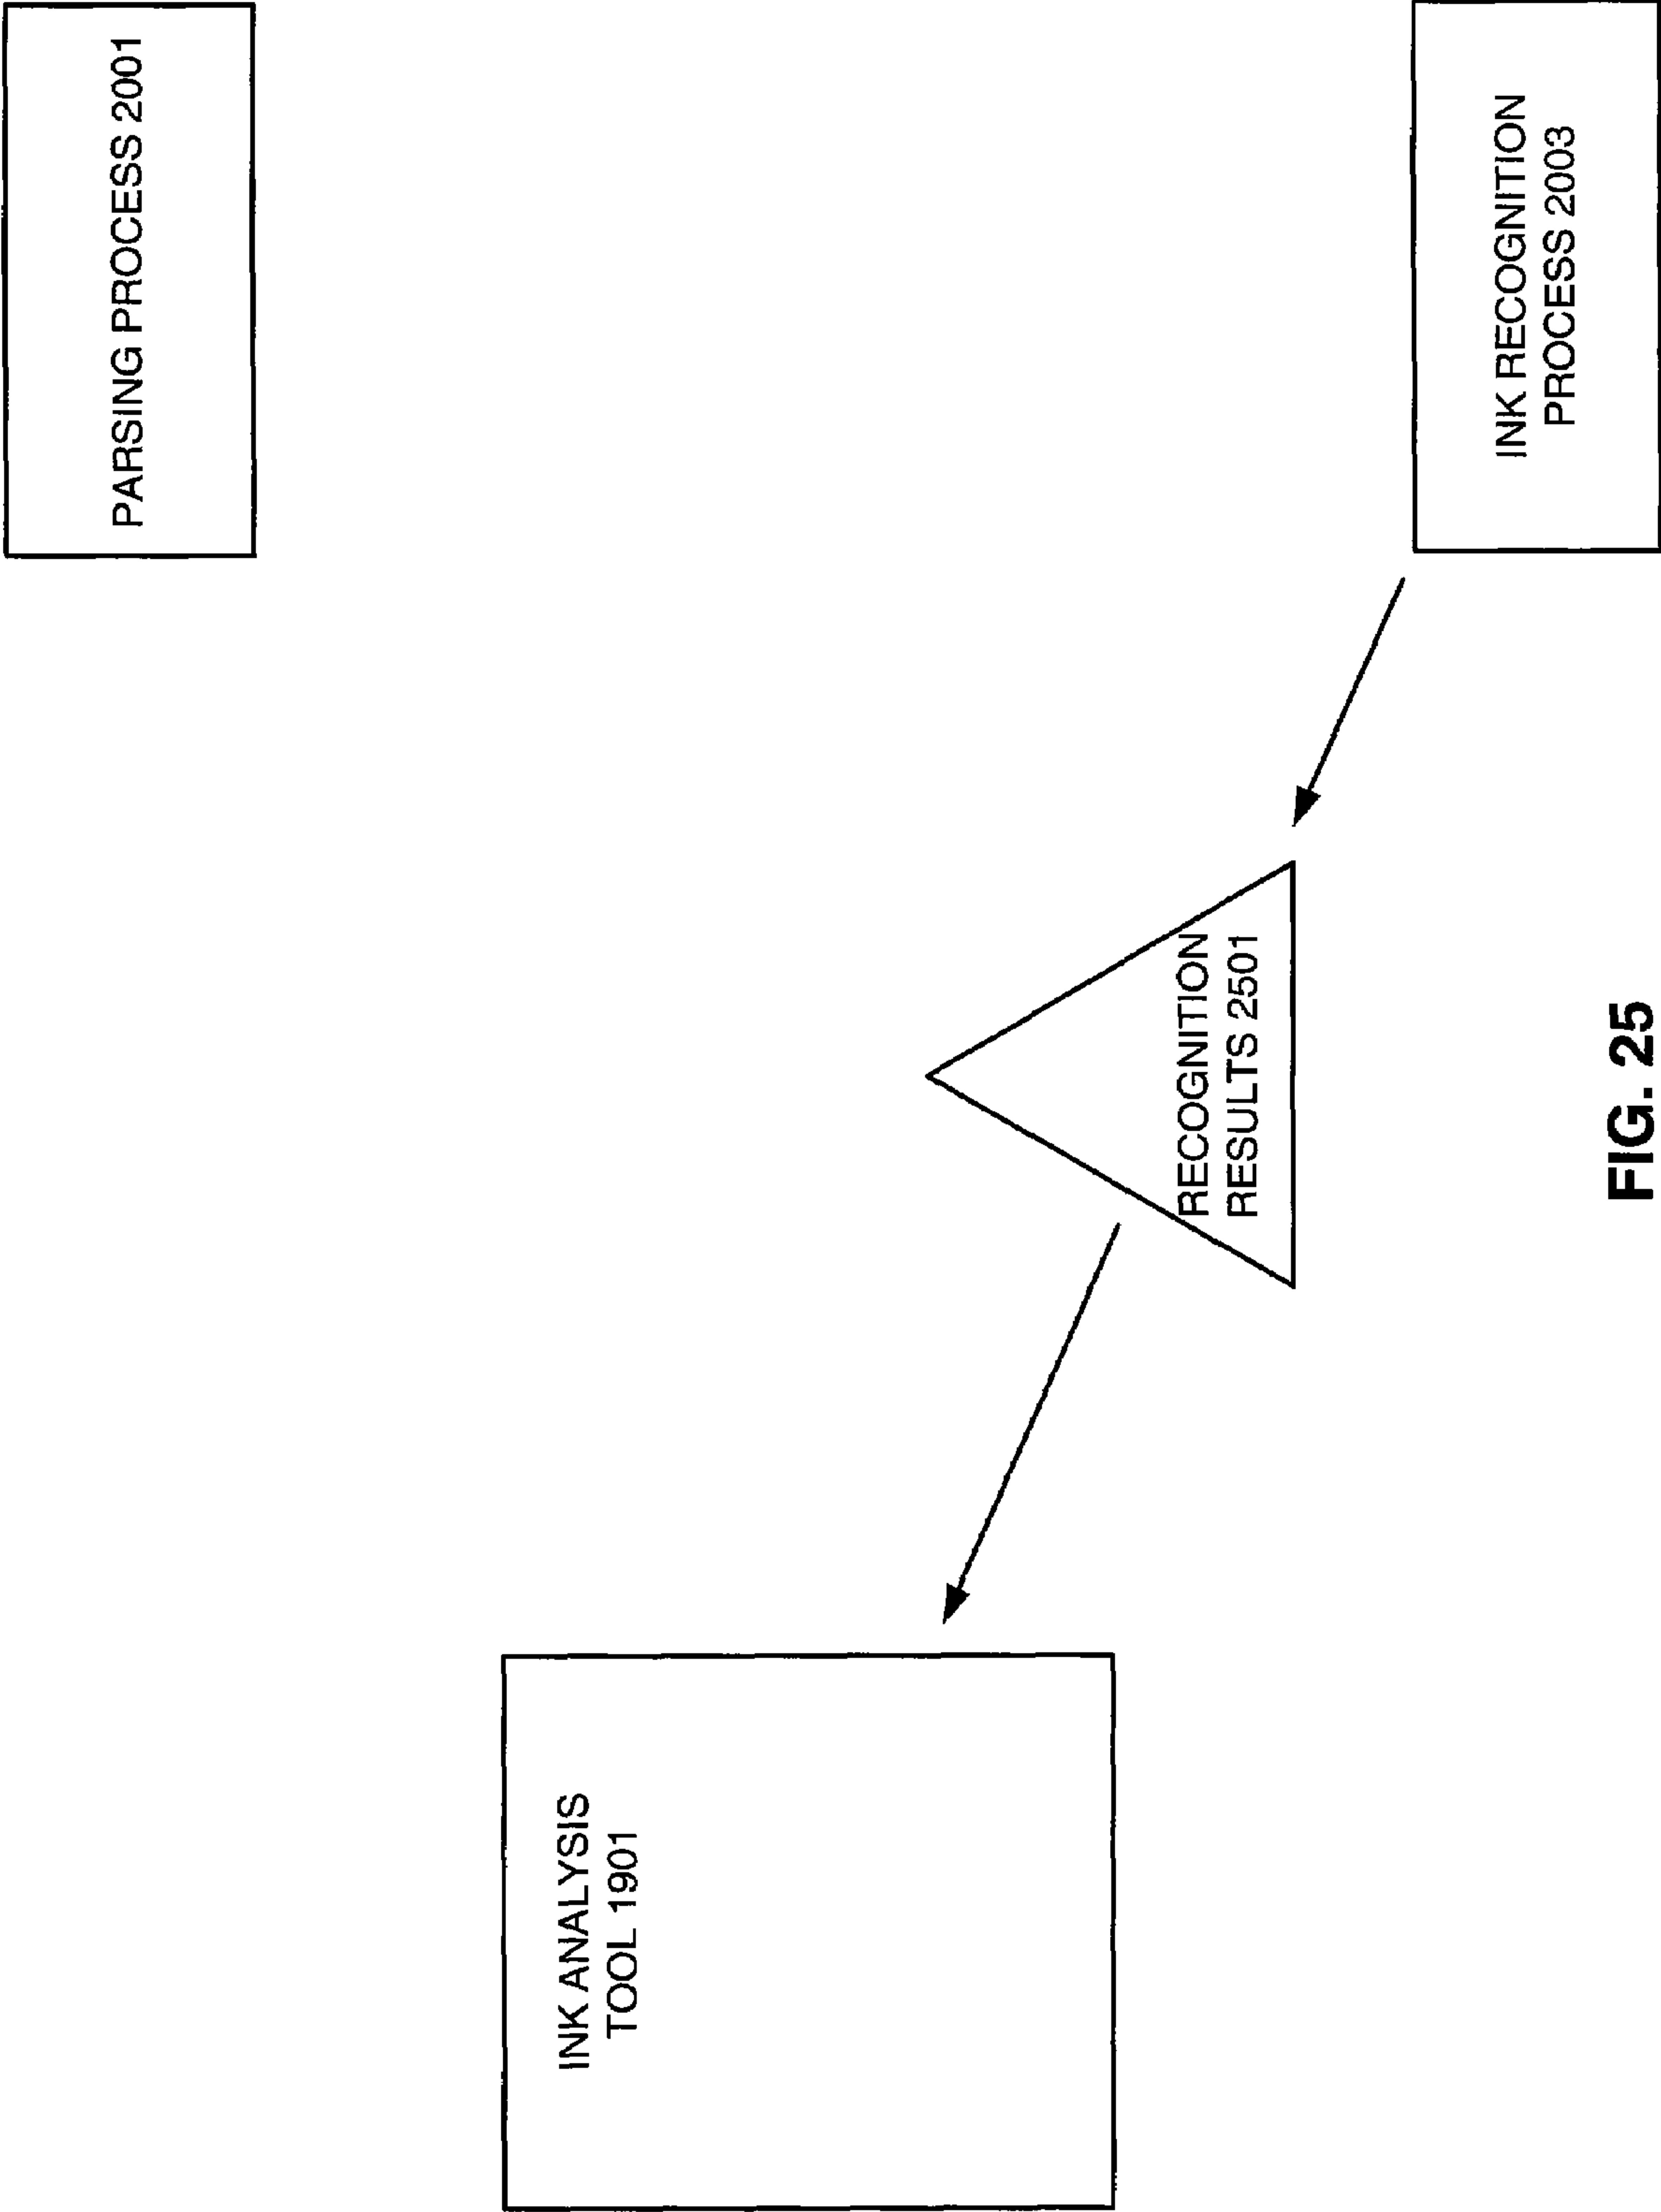 PARSING PROCESS 2001
INK ANALYSIS
TOOL 1901
RECOGNITION
RESULTS 2501
INK RECOGNITION
PROCESS 2003
FIG. 25